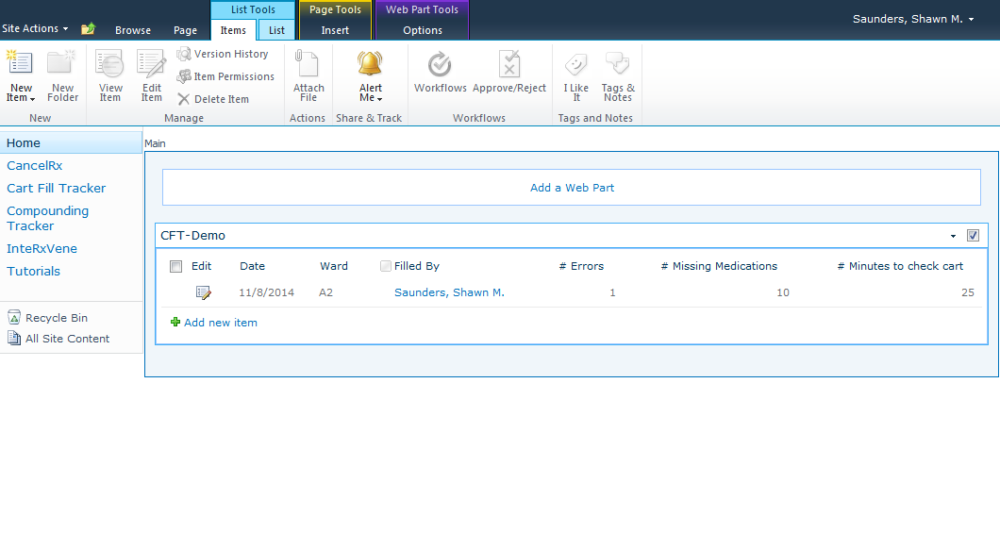 List Tools
Page Tools
Web Part Tools
Saunders, Shawn M.
Site Actions
Browse
Page
Items
List
Insert
Options
New Item
New Folder
New
View Item
Edit Item
Version History
Item Permissions
Delete Item
Manage
Attach File
Actions
Alert Me
Share & Track
Workflows
Approve/Reject
Workflows
I Like It
Tags & Notes
Tags and Notes
Home
CancelRx
Cart Fill Tracker
Compounding
Tracker
InteRxVene
Tutorials
Recycle Bin
All Site Content
Main
Add a Web Part
CFT-Demo
Edit Date Ward Filled By # Errors # Missing Medications # Minutes to check cart
11/8/2014 A2 Saunders, Shawn M. 1 10 25
Add new item